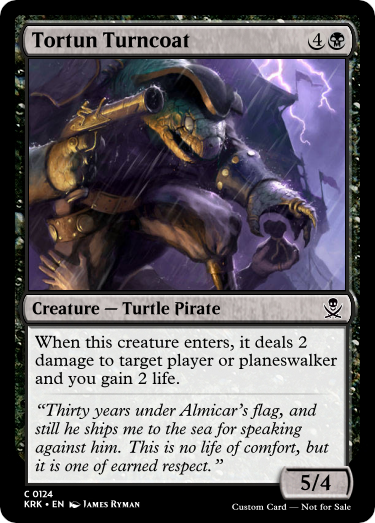 Tortun Turncoat 4
Creature — Turtle Pirate
When this creature enters, it deals 2
damage to target player or planeswalker
and you gain 2 life.
“Thirty years under Almicar’s flag, and
still he ships me to the sea for speaking
against him. This is no life of comfort, but
it is one of earned respect.”
5/4
C 0124
KRK • EN James Ryman
Custom Card — Not for Sale